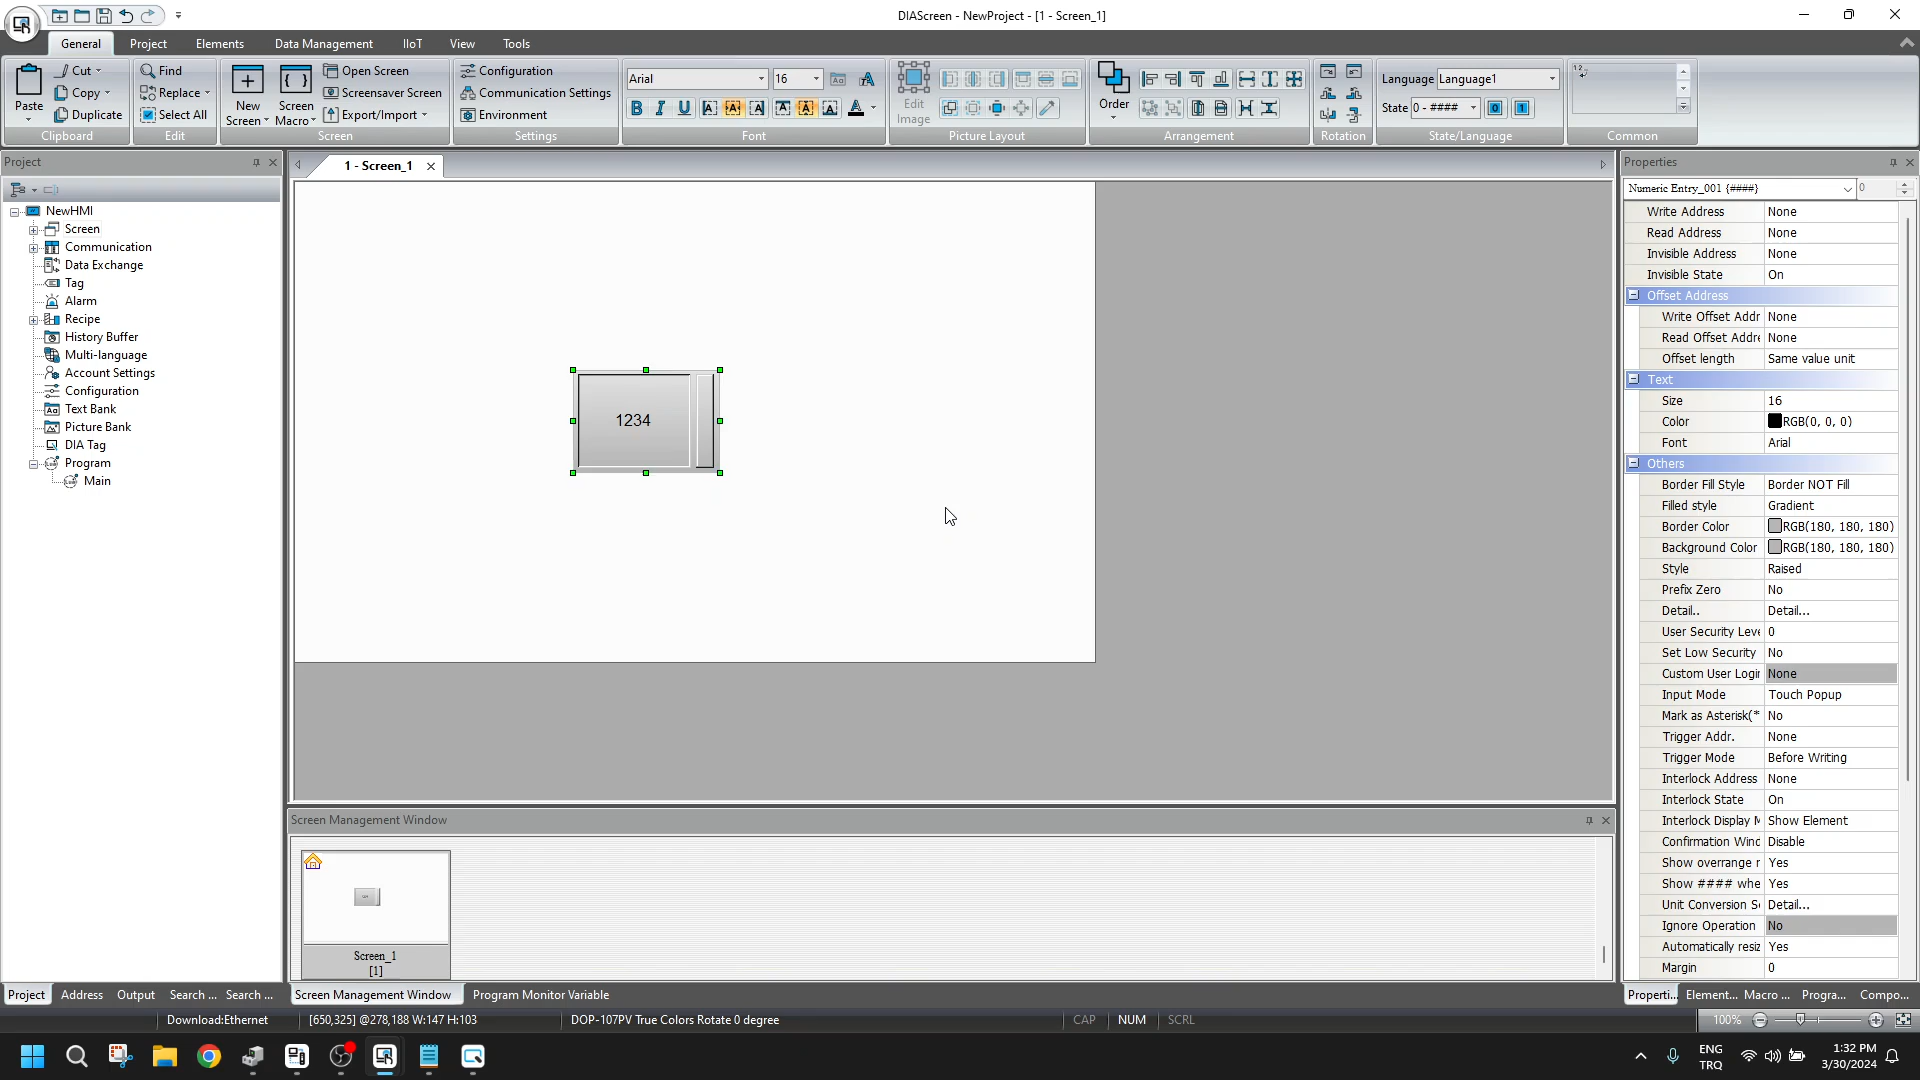 DIAScreen - NewProject - [1 - Screen_1]
General Project Elements Data Management IIoT View Tools
Paste
Cut
Copy
Duplicate
Clipboard
Find
Replace
Select All
Edit
New
Screen
Screen
Macro
Open Screen
Screensaver Screen
Export/Import
Screen
Configuration
Communication Settings
Environment
Settings
Arial 16
B I U
Font
Edit
Image
Picture Layout
Order
Arrangement
Rotation
Language Language1
State 0 - ####
State/Language
Common
Project
NewHMI
Screen
Communication
Data Exchange
Tag
Alarm
Recipe
History Buffer
Multi-language
Account Settings
Configuration
Text Bank
Picture Bank
DIA Tag
Program
Main
1 - Screen_1
1234
Screen Management Window
Screen_1
[1]
Properties
Numeric Entry_001 {####} 0
Write Address None
Read Address None
Invisible Address None
Invisible State On
Offset Address
Write Offset Addr None
Read Offset Addre None
Offset length Same value unit
Text
Size 16
Color RGB(0, 0, 0)
Font Arial
Others
Border Fill Style Border NOT Fill
Filled style Gradient
Border Color RGB(180, 180, 180)
Background Color RGB(180, 180, 180)
Style Raised
Prefix Zero No
Detail.. Detail...
User Security Leve 0
Set Low Security No
Custom User Login None
Input Mode Touch Popup
Mark as Asterisk(* No
Trigger Addr. None
Trigger Mode Before Writing
Interlock Address None
Interlock State On
Interlock Display M Show Element
Confirmation Wind Disable
Show overrange r Yes
Show #### whe Yes
Unit Conversion S Detail...
Ignore Operation No
Automatically resiz Yes
Margin 0
Project Address Output Search ... Search ...
Screen Management Window Program Monitor Variable
Properti... Element... Macro ... Progra... Compo...
Download:Ethernet [650,325] @278,188 W:147 H:103 DOP-107PV True Colors Rotate 0 degree CAP NUM SCRL 100%
ENG
TRQ
1:32 PM
3/30/2024